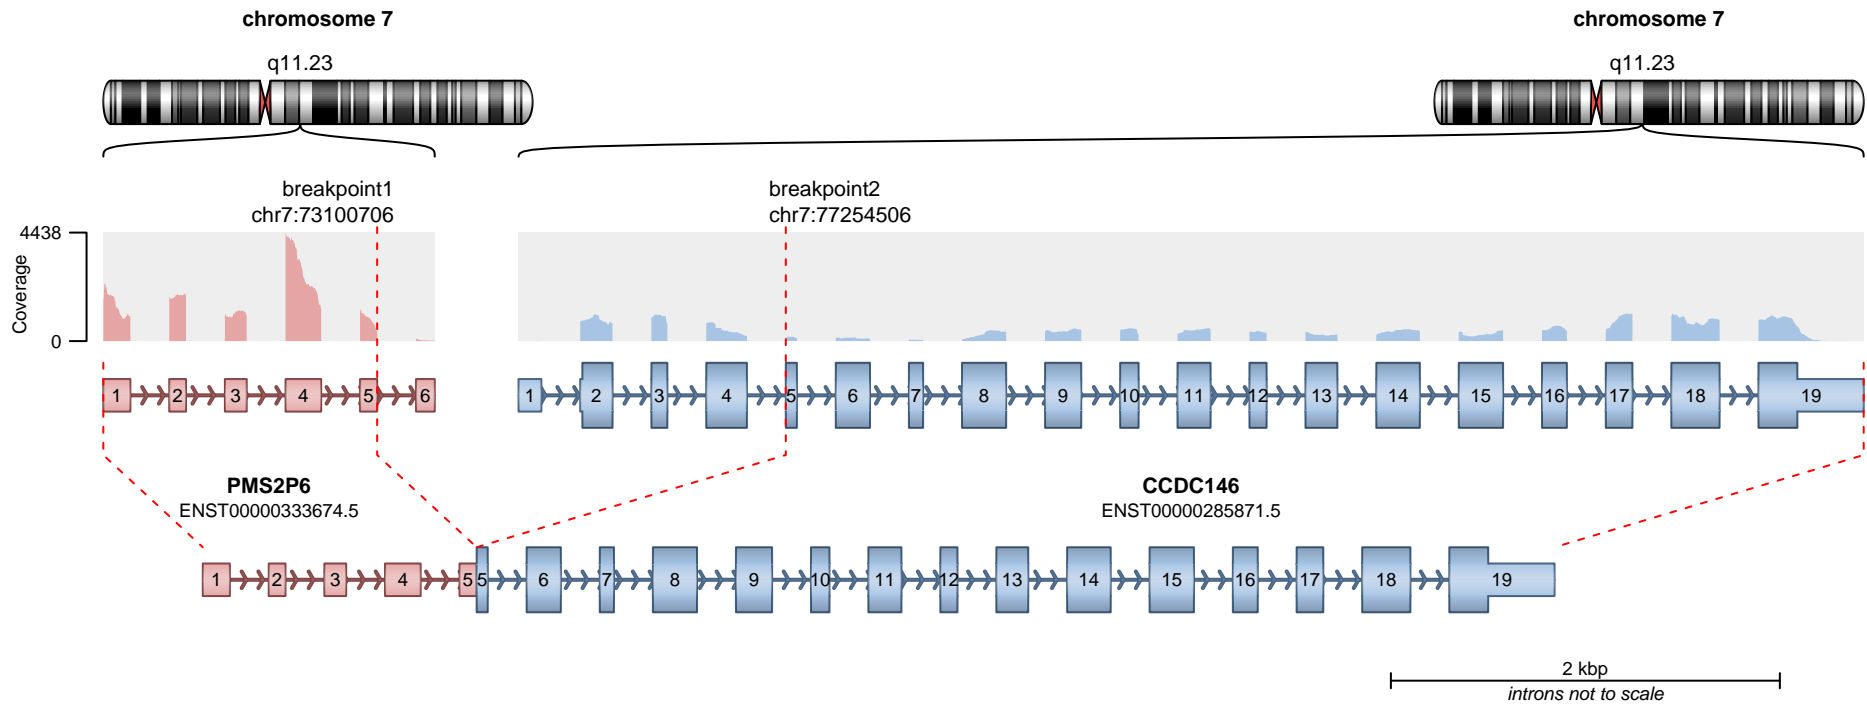 chromosome 7
chromosome 7
q11.23
q11.23
breakpoint1
chr7:73100706
breakpoint2
chr7:77254506
4438
Coverage
0
1 2 3 4 5 6
1 2 3 4 5 6 7 8 9 10 11 12 13 14 15 16 17 18 19
PMS2P6
ENST00000333674.5
CCDC146
ENST00000285871.5
1 2 3 4 5 5 6 7 8 9 10 11 12 13 14 15 16 17 18 19
2 kbp
introns not to scale